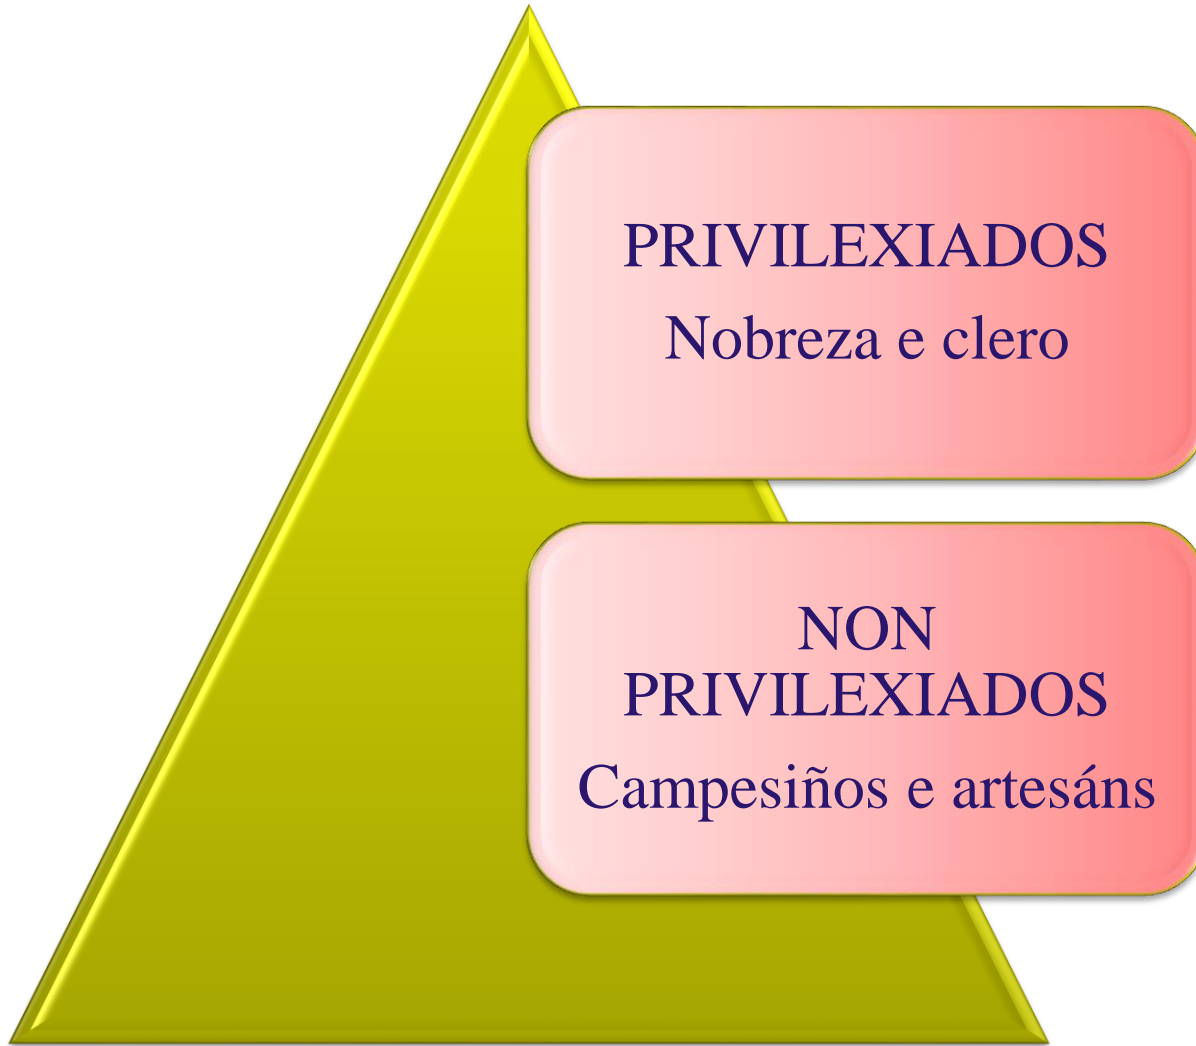 PRIVILEXIADOS
Nobreza e clero
NON
PRIVILEXIADOS
Campesiños e artesáns